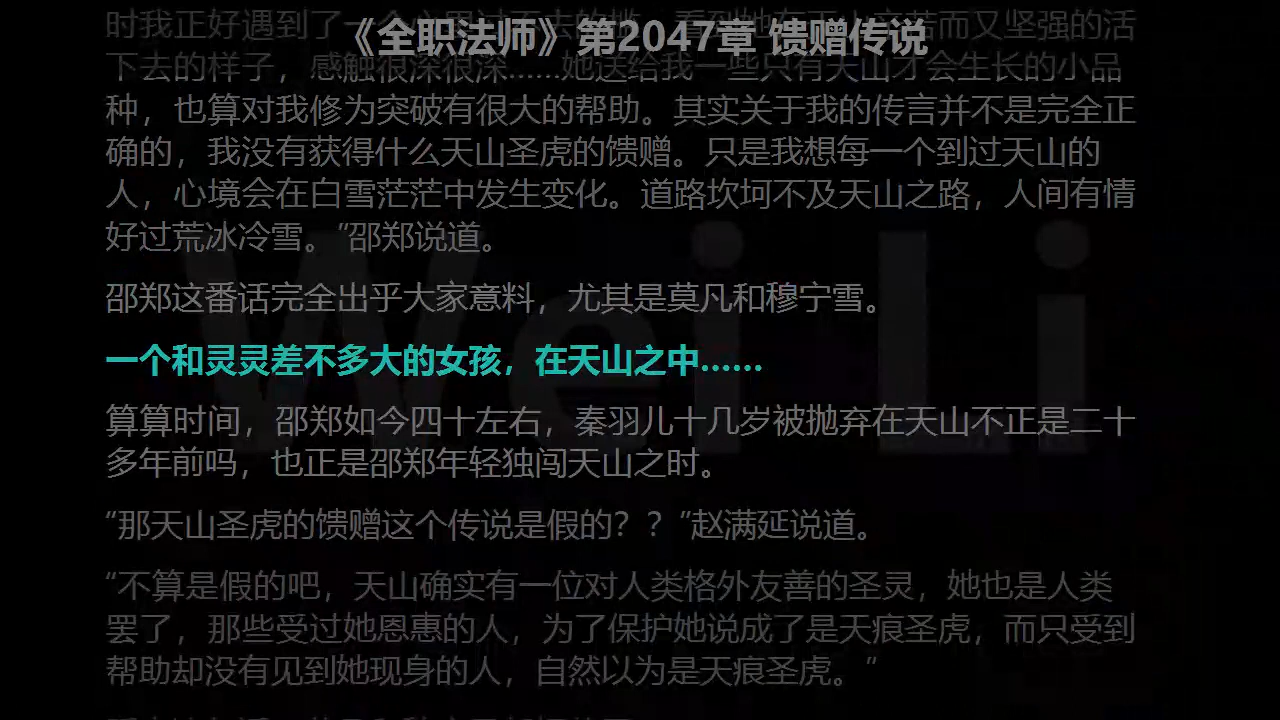 《全职法师》第2047章 馈赠传说
时我正好遇到了一个
下去的样子，感触很深很深……她送给我一些只有天山才会生长的小品
种，也算对我修为突破有很大的帮助。其实关于我的传言并不是完全正
确的，我没有获得什么天山圣虎的馈赠。只是我想每一个到过天山的
人，心境会在白雪茫茫中发生变化。道路坎坷不及天山之路，人间有情
好过荒冰冷雪。”邵郑说道。
邵郑这番话完全出乎大家意料，尤其是莫凡和穆宁雪。
一个和灵灵差不多大的女孩，在天山之中……
算算时间，邵郑如今四十左右，秦羽儿十几岁被抛弃在天山不正是二十
多年前吗，也正是邵郑年轻独闯天山之时。
“那天山圣虎的馈赠这个传说是假的？？”赵满延说道。
“不算是假的吧，天山确实有一位对人类格外友善的圣灵，她也是人类
罢了，那些受过她恩惠的人，为了保护她说成了是天痕圣虎，而只受到
帮助却没有见到她现身的人，自然以为是天痕圣虎。”
Wei Li